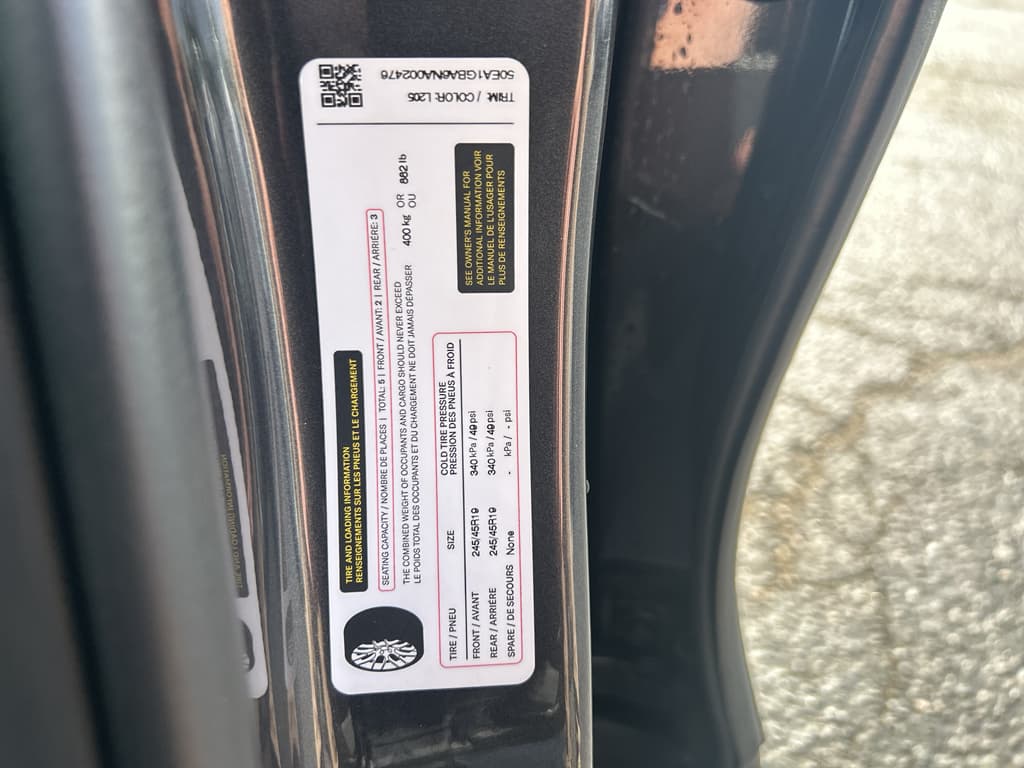 TIRE AND LOADING INFORMATION
RENSEIGNEMENTS SUR LES PNEUS ET LE CHARGEMENT
SEATING CAPACITY / NOMBRE DE PLACES | TOTAL: 5 | FRONT / AVANT: 2 | REAR / ARRIÈRE: 3
THE COMBINED WEIGHT OF OCCUPANTS AND CARGO SHOULD NEVER EXCEED
LE POIDS TOTAL DES OCCUPANTS ET DU CHARGEMENT NE DOIT JAMAIS DÉPASSER
400 kg OR 882 lb
OU
TIRE / PNEU SIZE COLD TIRE PRESSURE
PRESSION DES PNEUS À FROID
FRONT / AVANT 245/45R19 340 kPa / 49 psi
REAR / ARRIÈRE 245/45R19 340 kPa / 49 psi
SPARE / DE SECOURS None - kPa / - psi
SEE OWNER'S MANUAL FOR
ADDITIONAL INFORMATION VOIR
LE MANUEL DE L'USAGER POUR
PLUS DE RENSEIGNEMENTS
50EA1GBA6NA002476
TRIM: / COLOR: L205